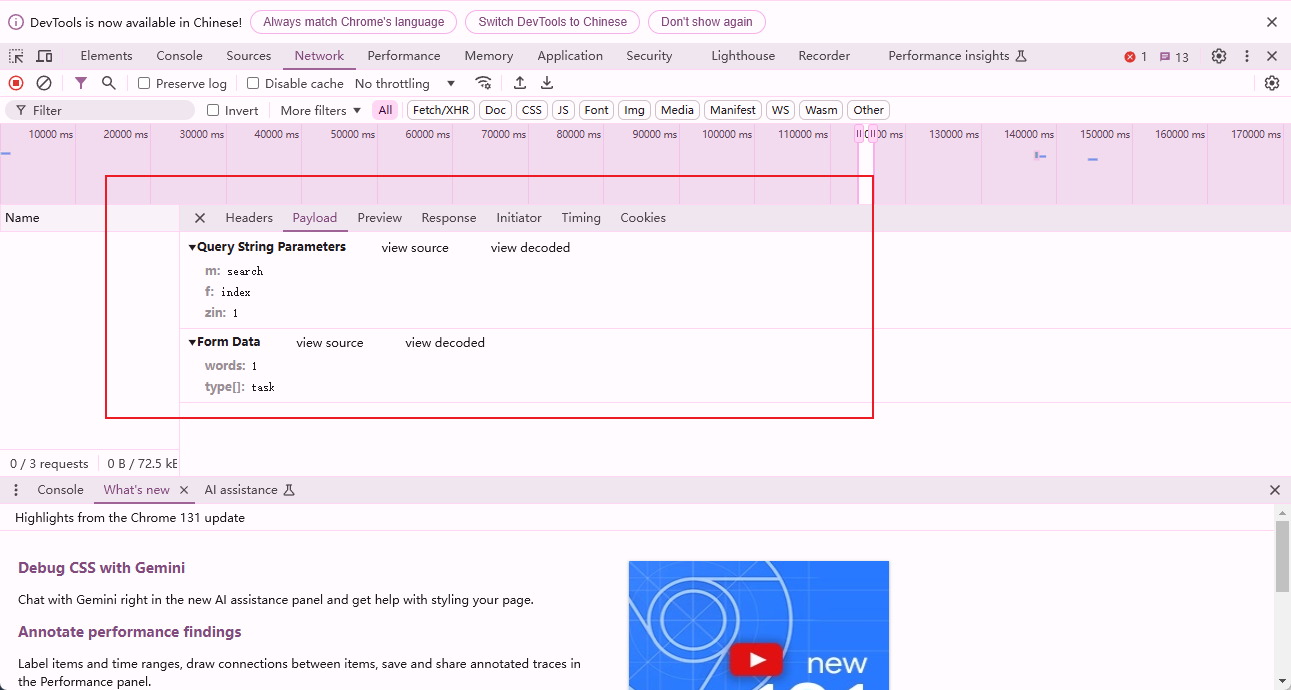 DevTools is now available in Chinese! Always match Chrome's language Switch DevTools to Chinese Don't show again
Elements Console Sources Network Performance Memory Application Security Lighthouse Recorder Performance insights 1 13
Preserve log Disable cache No throttling
Filter Invert More filters All Fetch/XHR Doc CSS JS Font Img Media Manifest WS Wasm Other
10000 ms 20000 ms 30000 ms 40000 ms 50000 ms 60000 ms 70000 ms 80000 ms 90000 ms 100000 ms 110000 ms 130000 ms 140000 ms 150000 ms 160000 ms 170000 ms
Name Headers Payload Preview Response Initiator Timing Cookies
Query String Parameters view source view decoded
m: search
f: index
zin: 1
Form Data view source view decoded
words: 1
type[]: task
0 / 3 requests 0 B / 72.5 kB
Console What's new AI assistance
Highlights from the Chrome 131 update
Debug CSS with Gemini
Chat with Gemini right in the new AI assistance panel and get help with styling your page.
Annotate performance findings
Label items and time ranges, draw connections between items, save and share annotated traces in
the Performance panel.
new
131